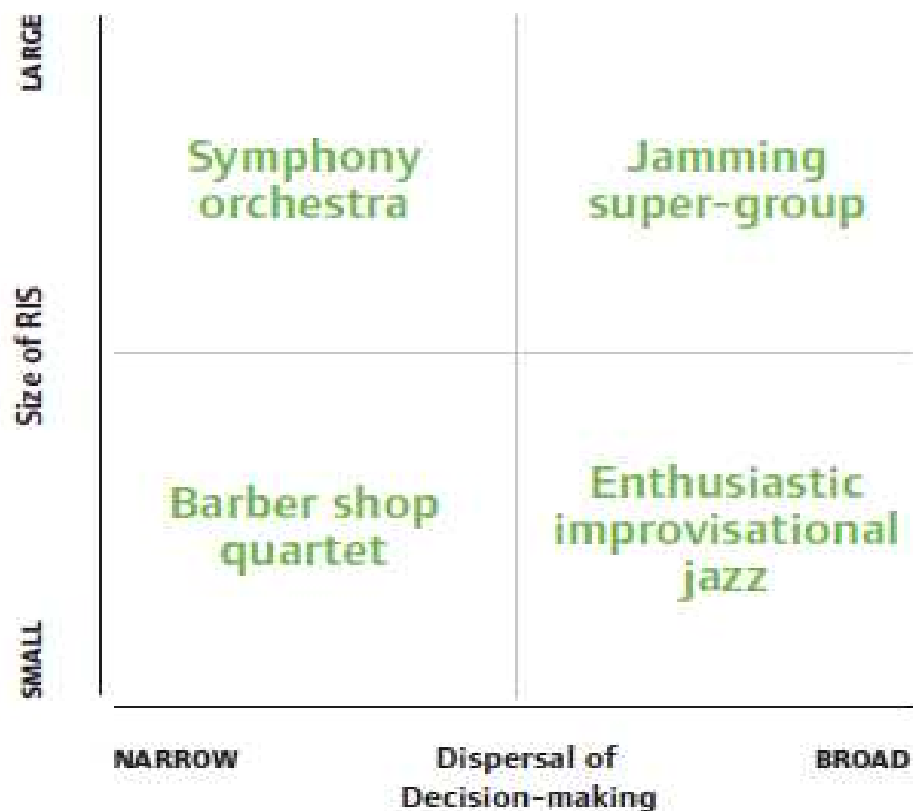 LARGE
Symphony
orchestra
Jamming
super-group
Size of RIS
Barber shop
quartet
Enthusiastic
improvisational
jazz
SMALL
NARROW
Dispersal of
Decision-making
BROAD